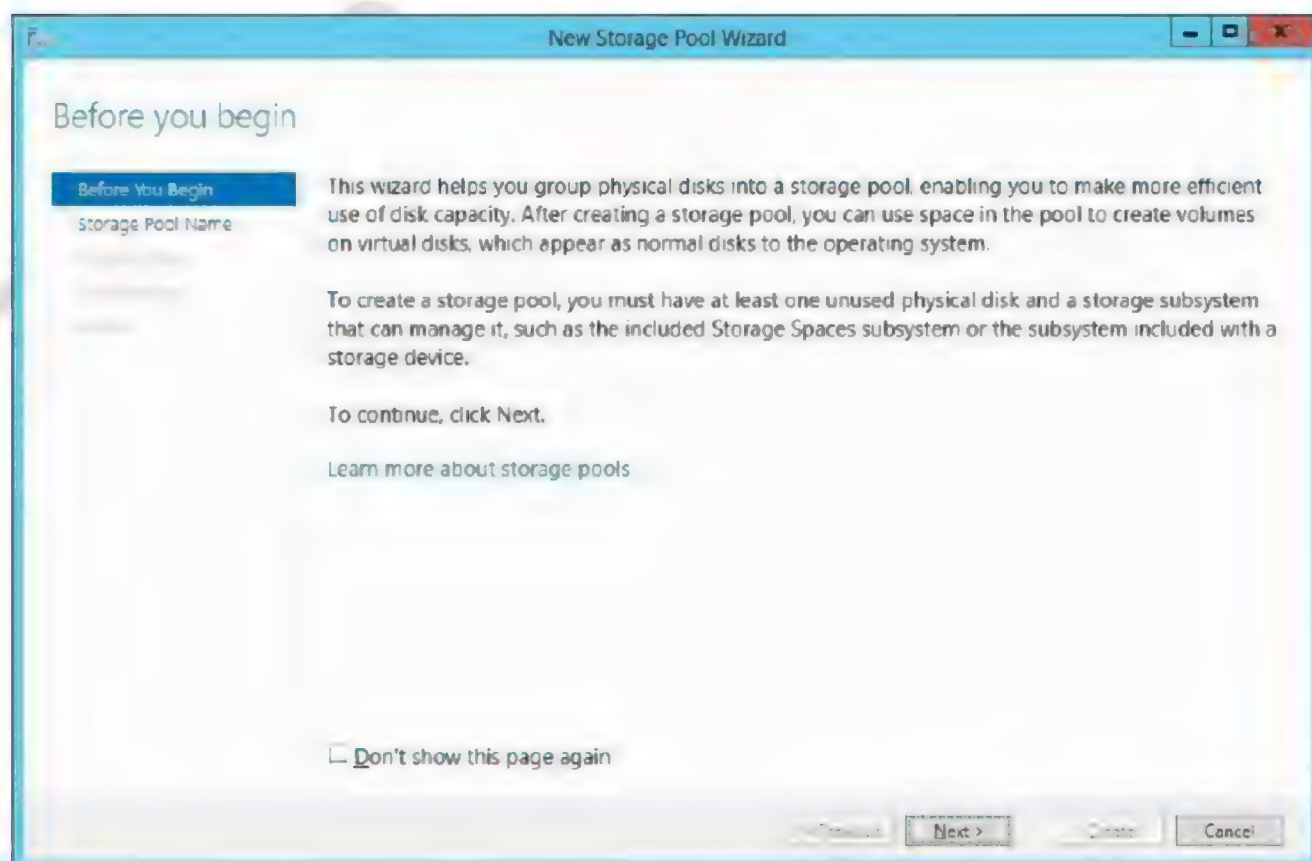 New Storage Pool Wizard
Before you begin
Before You Begin
Storage Pool Name
This wizard helps you group physical disks into a storage pool, enabling you to make more efficient
use of disk capacity. After creating a storage pool, you can use space in the pool to create volumes
on virtual disks, which appear as normal disks to the operating system.
To create a storage pool, you must have at least one unused physical disk and a storage subsystem
that can manage it, such as the included Storage Spaces subsystem or the subsystem included with a
storage device.
To continue, click Next.
Learn more about storage pools
Don't show this page again
Next >
Cancel